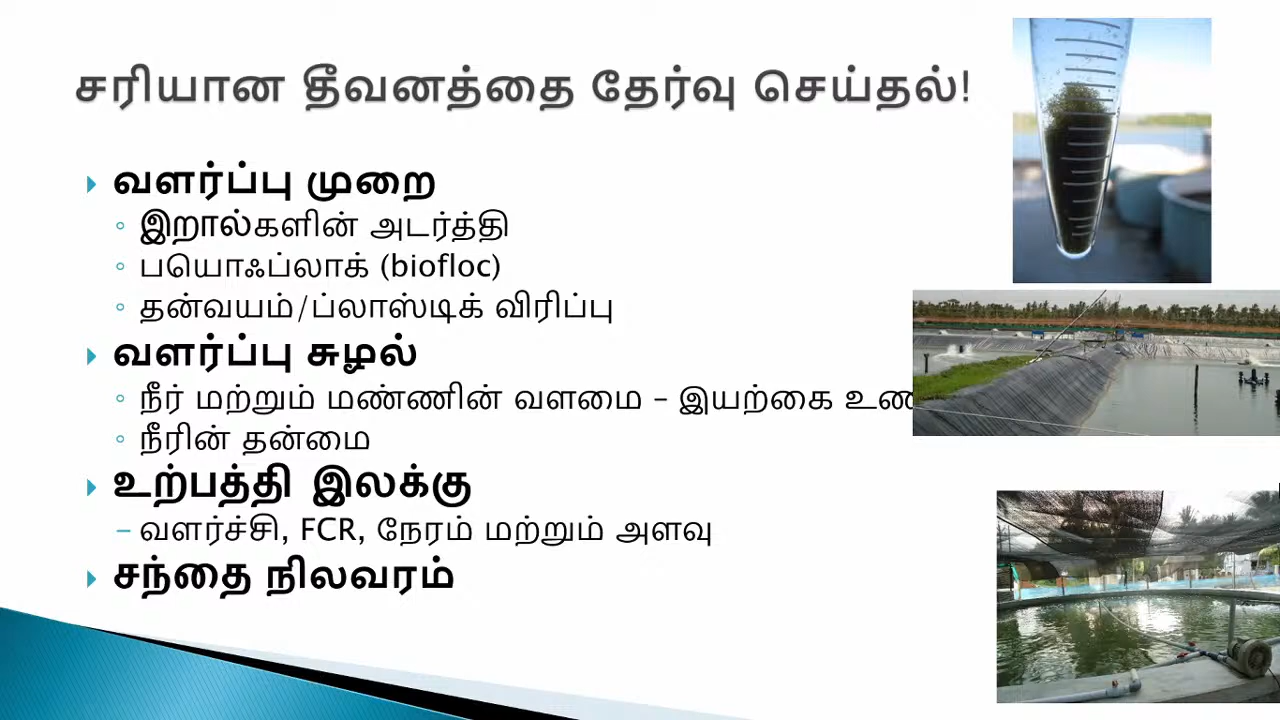 சரியான தீவனத்தை தேர்வு செய்தல்!
வளர்ப்பு முறை
இறால்களின் அடர்த்தி
பயொஃப்லாக் (biofloc)
தன்வயம்/ப்லாஸ்டிக் விரிப்பு
வளர்ப்பு சுழல்
நீர் மற்றும் மண்ணின் வளமை – இயற்கை
நீரின் தன்மை
உற்பத்தி இலக்கு
–வளர்ச்சி, FCR, நேரம் மற்றும் அளவு
சந்தை நிலவரம்